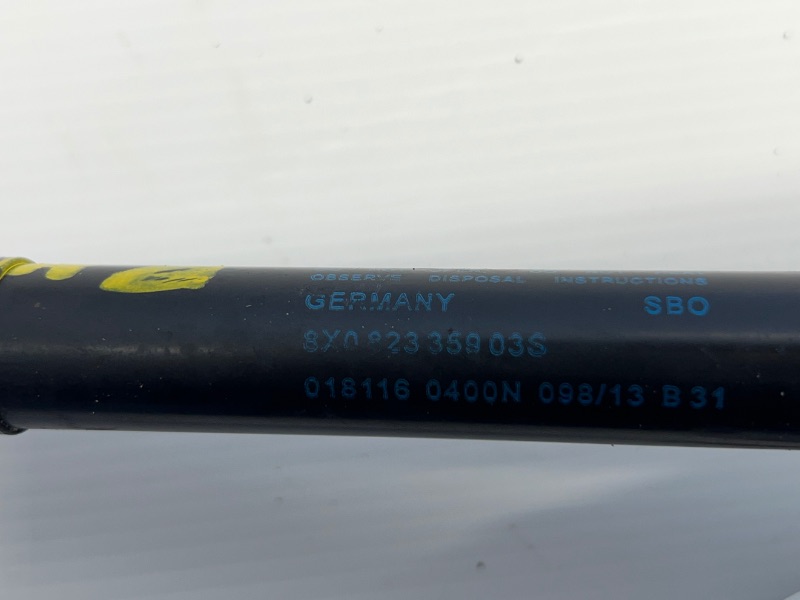 OBSERVE DISPOSAL INSTRUCTIONS
GERMANY SBO
8X0 823 359 03S
018116 0400N 098/13 B 31